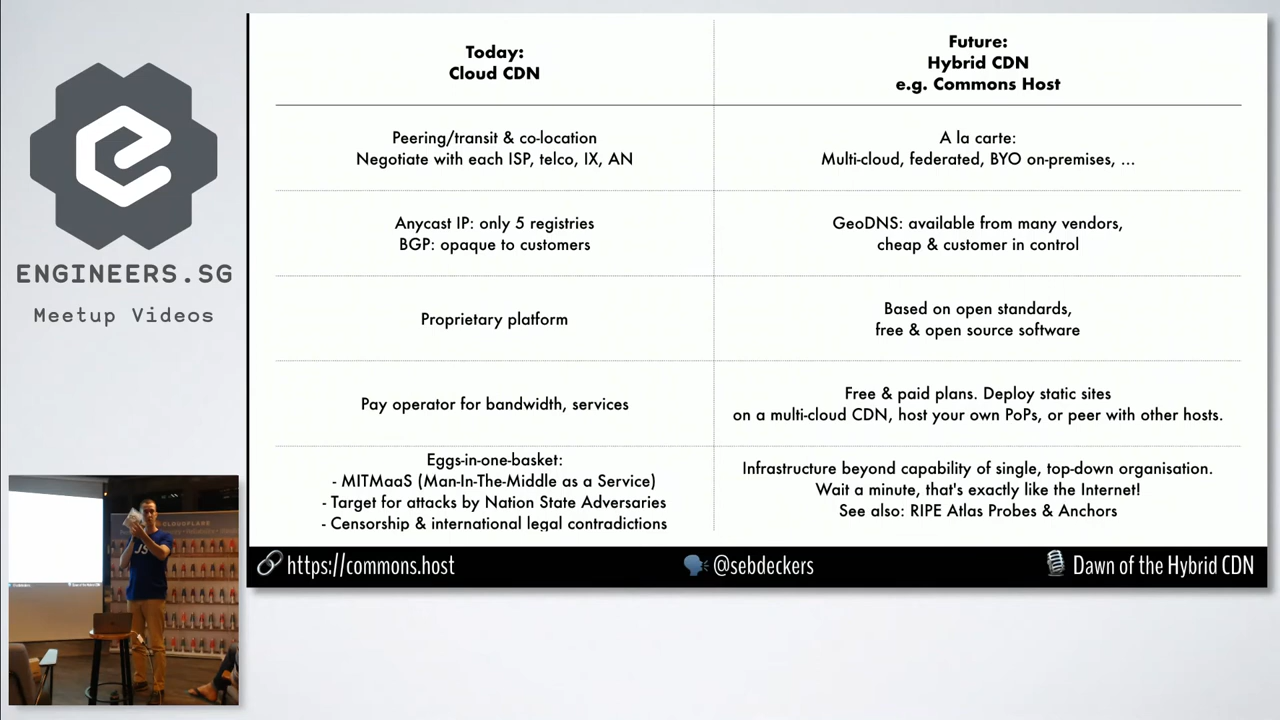 ENGINEERS.SG
Meetup Videos
Today:
Cloud CDN
Future:
Hybrid CDN
e.g. Commons Host
Peering/transit & co-location
Negotiate with each ISP, telco, IX, AN
A la carte:
Multi-cloud, federated, BYO on-premises, ...
Anycast IP: only 5 registries
BGP: opaque to customers
GeoDNS: available from many vendors,
cheap & customer in control
Proprietary platform
Based on open standards,
free & open source software
Pay operator for bandwidth, services
Free & paid plans. Deploy static sites
on a multi-cloud CDN, host your own PoPs, or peer with other hosts.
Eggs-in-one-basket:
- MITMaaS (Man-In-The-Middle as a Service)
- Target for attacks by Nation State Adversaries
- Censorship & international legal contradictions
Infrastructure beyond capability of single, top-down organisation.
Wait a minute, that's exactly like the Internet!
See also: RIPE Atlas Probes & Anchors
https://commons.host
@sebdeckers
Dawn of the Hybrid CDN
CLOUDFLARE
JS